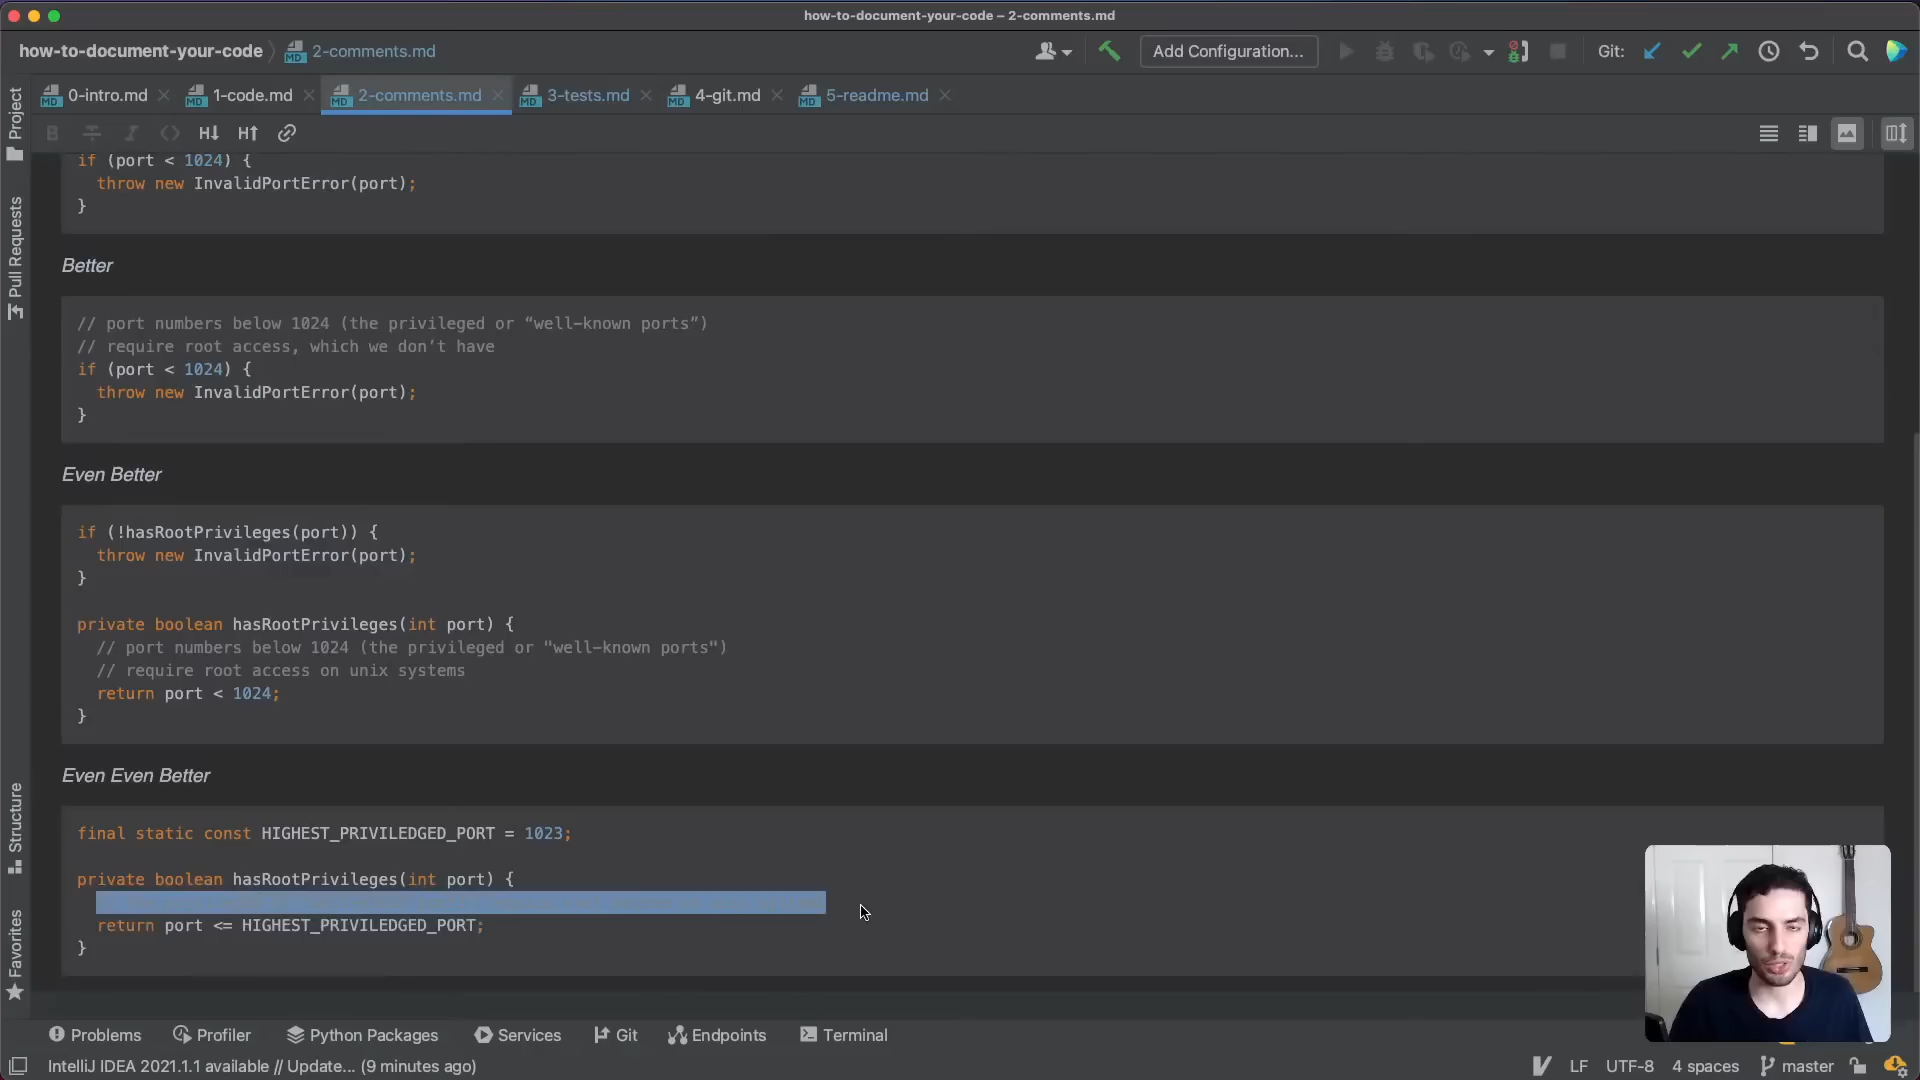 how-to-document-your-code – 2-comments.md
how-to-document-your-code
2-comments.md
Add Configuration...
Git:
0-intro.md
1-code.md
2-comments.md
3-tests.md
4-git.md
5-readme.md
Project
Pull Requests
Structure
Favorites
if (port < 1024) {
throw new InvalidPortError(port);
}
Better
// port numbers below 1024 (the privileged or “well-known ports”)
// require root access, which we don’t have
if (port < 1024) {
throw new InvalidPortError(port);
}
Even Better
if (!hasRootPrivileges(port)) {
throw new InvalidPortError(port);
}
private boolean hasRootPrivileges(int port) {
// port numbers below 1024 (the privileged or "well-known ports")
// require root access on unix systems
return port < 1024;
}
Even Even Better
final static const HIGHEST_PRIVILEDGED_PORT = 1023;
private boolean hasRootPrivileges(int port) {
return port <= HIGHEST_PRIVILEDGED_PORT;
}
Problems
Profiler
Python Packages
Services
Git
Endpoints
Terminal
IntelliJ IDEA 2021.1.1 available // Update... (9 minutes ago)
LF
UTF-8
4 spaces
master